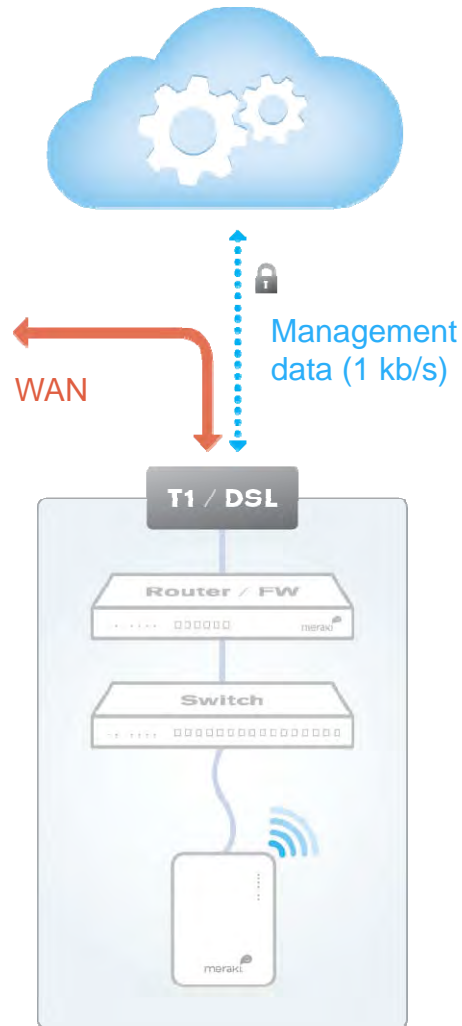 Management
data (1 kb/s)
WAN
T1 / DSL
Router / FW
meraki
Switch
meraki